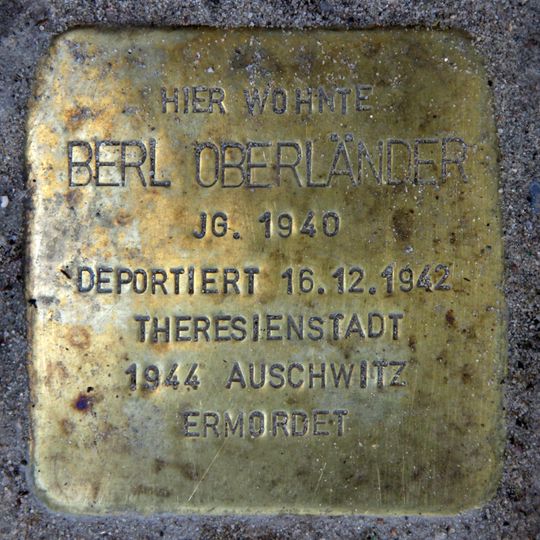 HIER WOHNTE
BERL OBERLÄNDER
JG. 1940
DEPORTIERT 16.12.1942
THERESIENSTADT
1944 AUSCHWITZ
ERMORDET